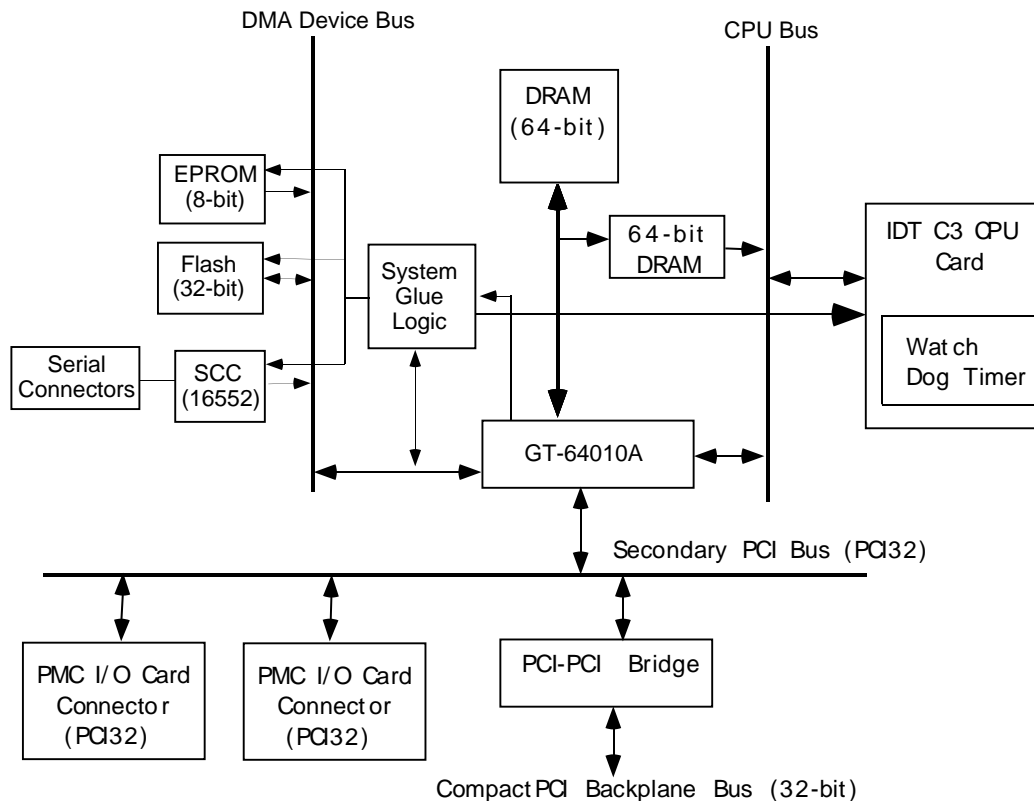 DMA Device Bus
CPU Bus
DRAM
(64-bit)
EPROM
(8-bit)
Flash
(32-bit)
System
Glue
Logic
64-bit
DRAM
IDT C3 CPU
Card
Watch
Dog Timer
Serial
Connectors
SCC
(16552)
GT-64010A
Secondary PCI Bus (PCI32)
PMC I/O Card
Connector
(PCI32)
PMC I/O Card
Connector
(PCI32)
PCI-PCI Bridge
CompactPCI Backplane Bus (32-bit)